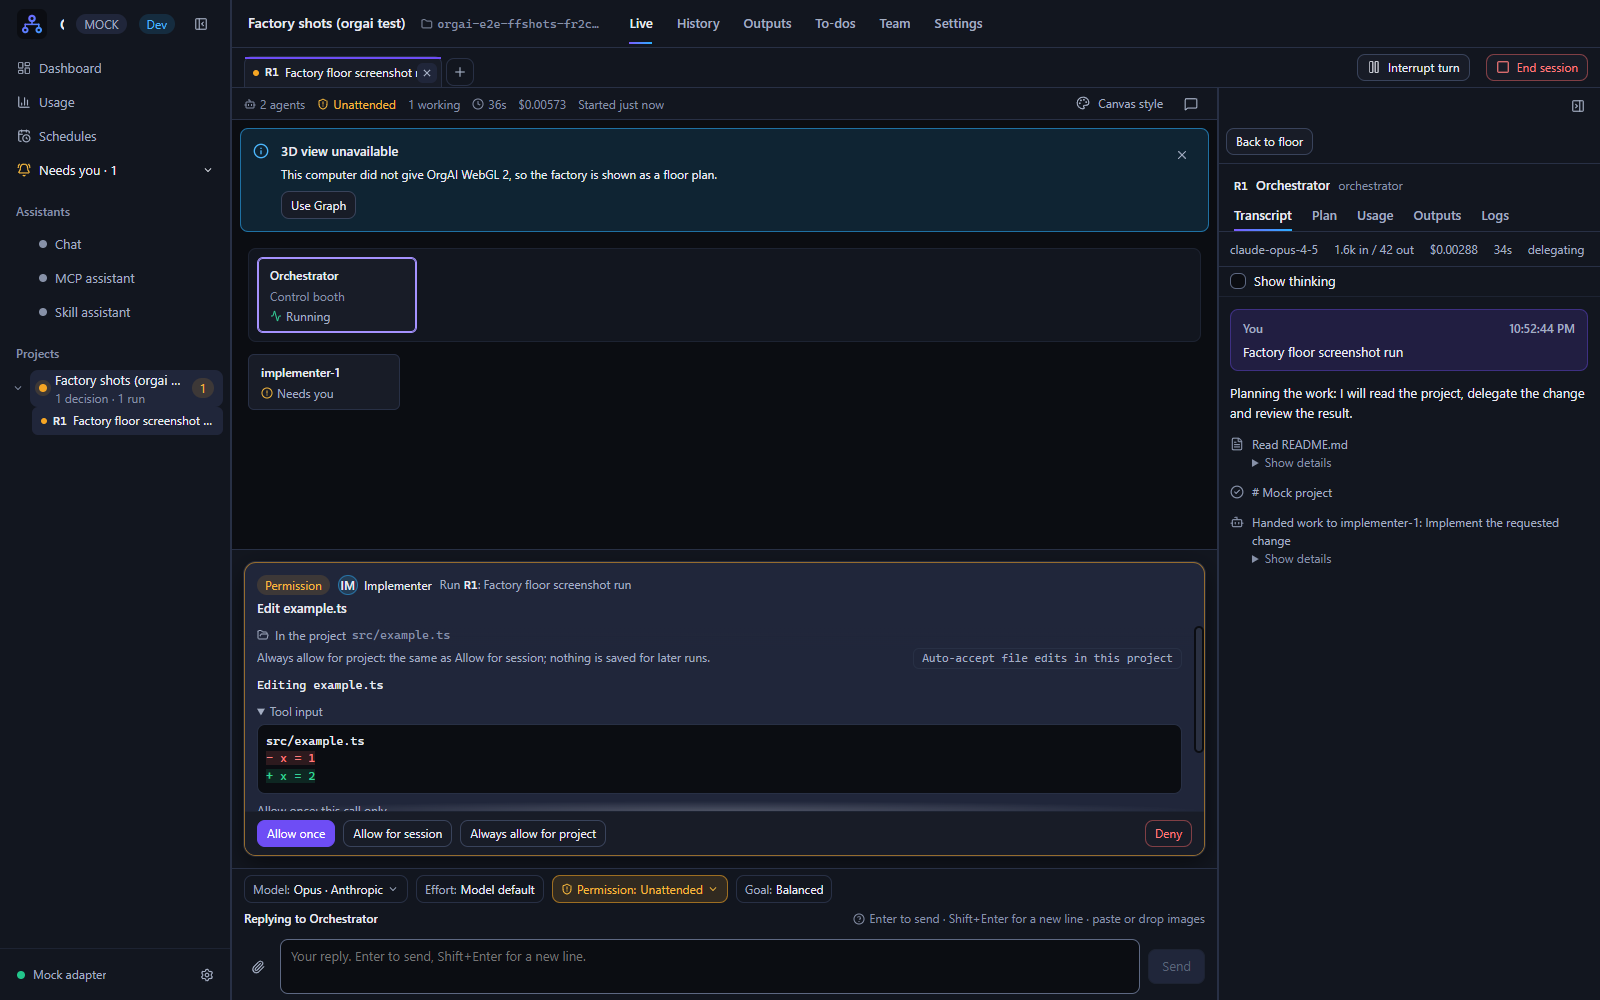 MOCK
Dev
Dashboard
Usage
Schedules
Needs you · 1
Assistants
Chat
MCP assistant
Skill assistant
Projects
Factory shots (orgai ...
1
1 decision · 1 run
R1 Factory floor screenshot ...
Mock adapter
Factory shots (orgai test)
orgai-e2e-ffshots-fr2c...
Live
History
Outputs
To-dos
Team
Settings
R1 Factory floor screenshot
Interrupt turn
End session
2 agents
Unattended
1 working
36s
$0.00573
Started just now
Canvas style
3D view unavailable
This computer did not give OrgAI WebGL 2, so the factory is shown as a floor plan.
Use Graph
Orchestrator
Control booth
Running
implementer-1
Needs you
Permission
IM
Implementer
Run R1: Factory floor screenshot run
Edit example.ts
In the project src/example.ts
Always allow for project: the same as Allow for session; nothing is saved for later runs.
Auto-accept file edits in this project
Editing example.ts
Tool input
src/example.ts
− x = 1
+ x = 2
Allow once: this call only
Allow once
Allow for session
Always allow for project
Deny
Model: Opus · Anthropic
Effort: Model default
Permission: Unattended
Goal: Balanced
Replying to Orchestrator
Enter to send · Shift+Enter for a new line · paste or drop images
Your reply. Enter to send, Shift+Enter for a new line.
Send
Back to floor
R1 Orchestrator orchestrator
Transcript
Plan
Usage
Outputs
Logs
claude-opus-4-5
1.6k in / 42 out
$0.00288
34s
delegating
Show thinking
You
10:52:44 PM
Factory floor screenshot run
Planning the work: I will read the project, delegate the change
and review the result.
Read README.md
Show details
# Mock project
Handed work to implementer-1: Implement the requested
change
Show details